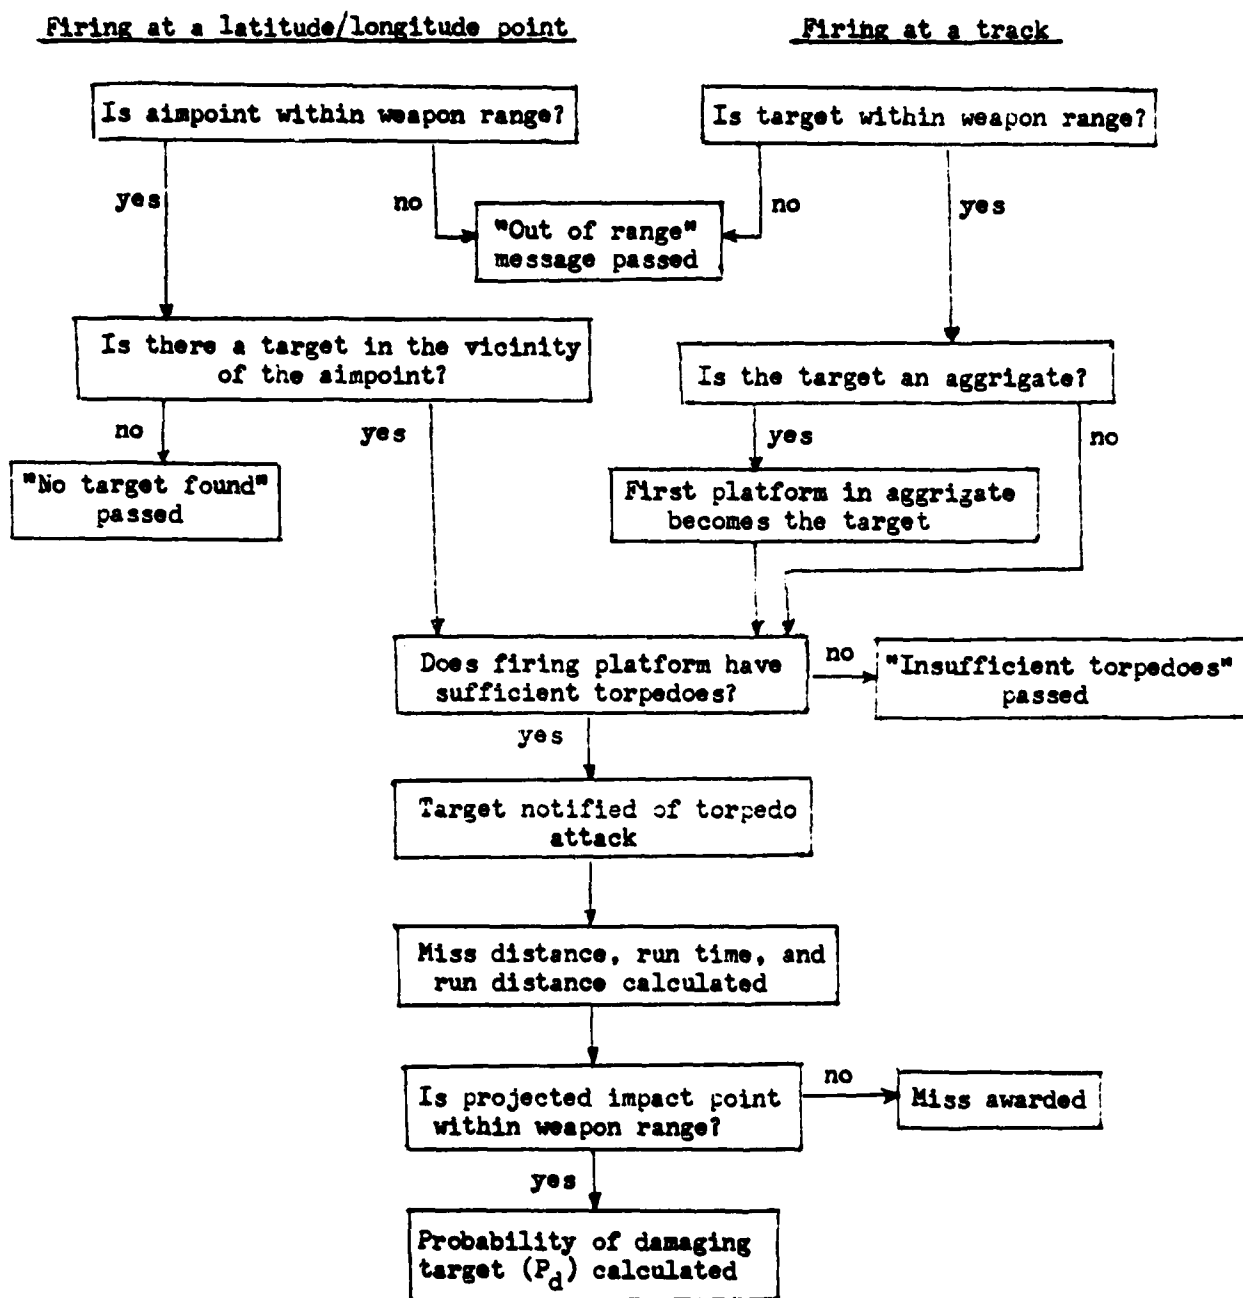 Firing at a latitude/longitude point
Firing at a track
Is aimpoint within weapon range?
Is target within weapon range?
yes
no
no
yes
"Out of range"
message passed
Is there a target in the vicinity
of the aimpoint?
Is the target an aggrigate?
no
yes
yes
no
"No target found"
passed
First platform in aggrigate
becomes the target
Does firing platform have
sufficient torpedoes?
no
"Insufficient torpedoes"
passed
yes
Target notified of torpedo
attack
Miss distance, run time, and
run distance calculated
Is projected impact point
within weapon range?
no
Miss awarded
yes
Probability of damaging
target (Pd) calculated